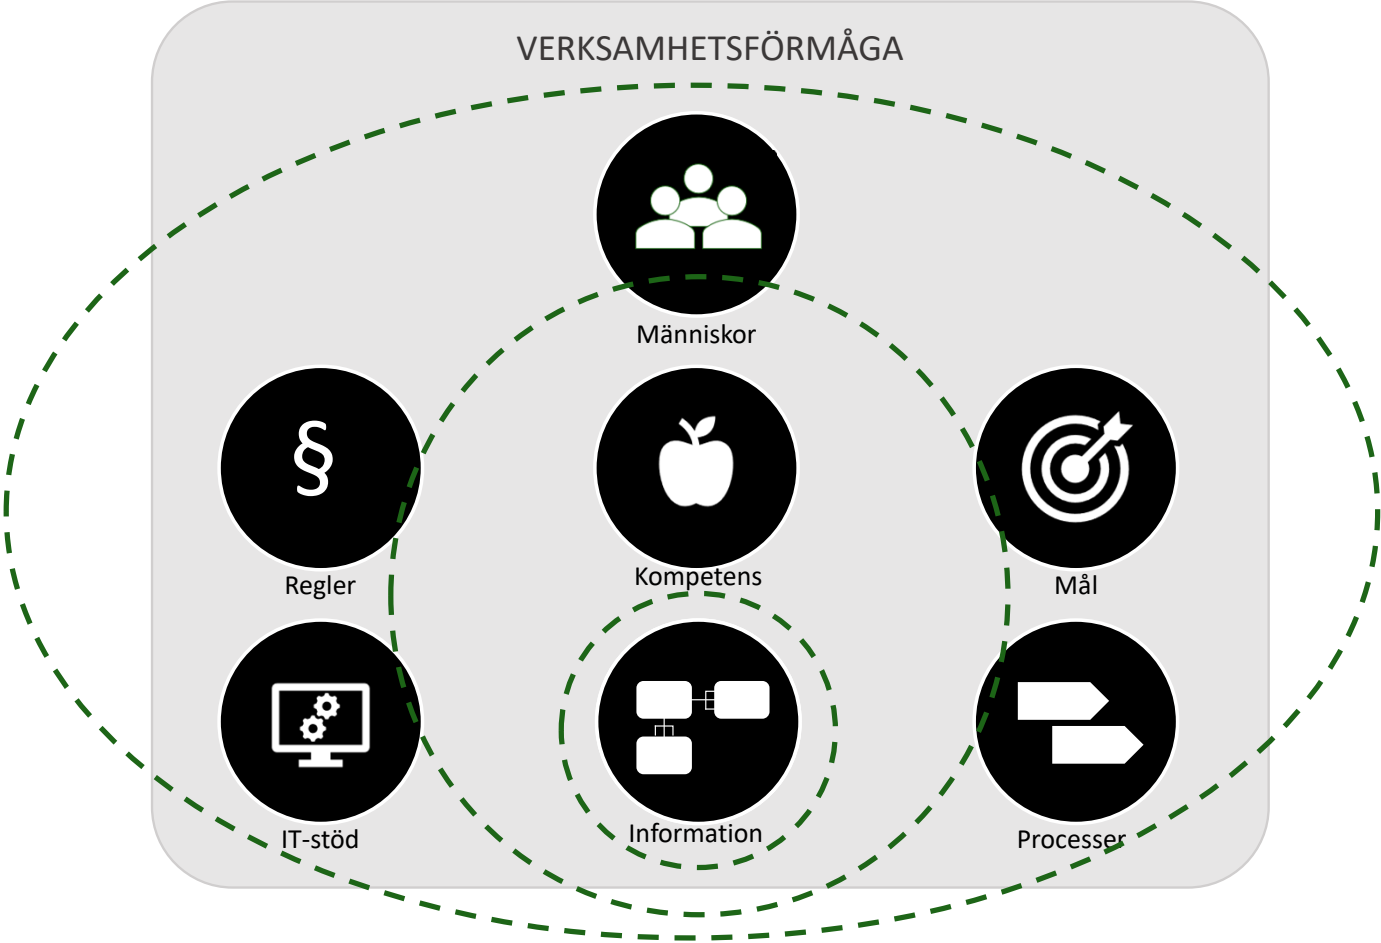 VERKSAMHETSFÖRMÅGA
Människor
§
Regler
Kompetens
Mål
IT-stöd
Information
Processer